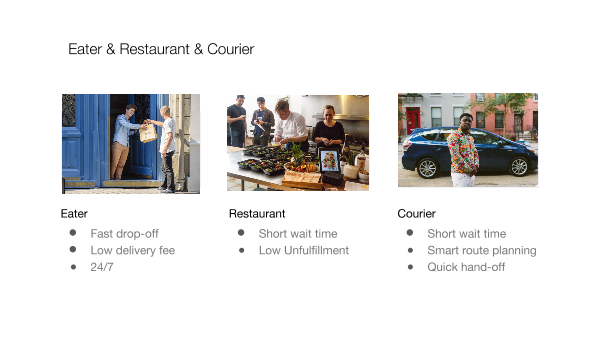 Eater & Restaurant & Courier
Eater
Fast drop-off
Low delivery fee
24/7
Restaurant
Short wait time
Low Unfulfillment
Courier
Short wait time
Smart route planning
Quick hand-off